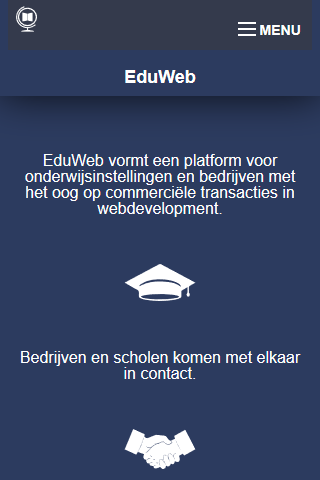 MENU
EduWeb
EduWeb vormt een platform voor
onderwijsinstellingen en bedrijven met
het oog op commerciële transacties in
webdevelopment.
Bedrijven en scholen komen met elkaar
in contact.